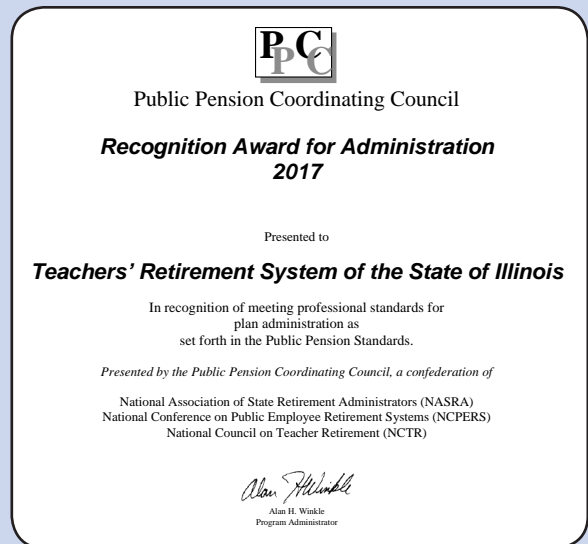 PPCC
Public Pension Coordinating Council
Recognition Award for Administration
2017
Presented to
Teachers' Retirement System of the State of Illinois
In recognition of meeting professional standards for
plan administration as
set forth in the Public Pension Standards.
Presented by the Public Pension Coordinating Council, a confederation of
National Association of State Retirement Administrators (NASRA)
National Conference on Public Employee Retirement Systems (NCPERS)
National Council on Teacher Retirement (NCTR)
Alan H. Winkle
Alan H. Winkle
Program Administrator